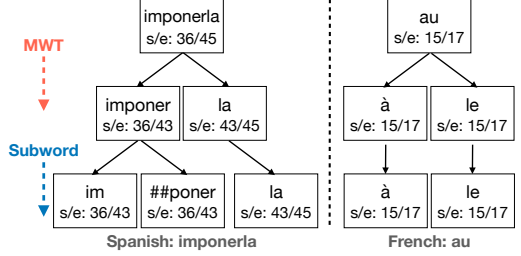 imponerla
s/e: 36/45
au
s/e: 15/17
MWT
imponer
s/e: 36/43
la
s/e: 43/45
à
s/e: 15/17
le
s/e: 15/17
Subword
im
s/e: 36/43
##poner
s/e: 36/43
la
s/e: 43/45
à
s/e: 15/17
le
s/e: 15/17
Spanish: imponerla
French: au